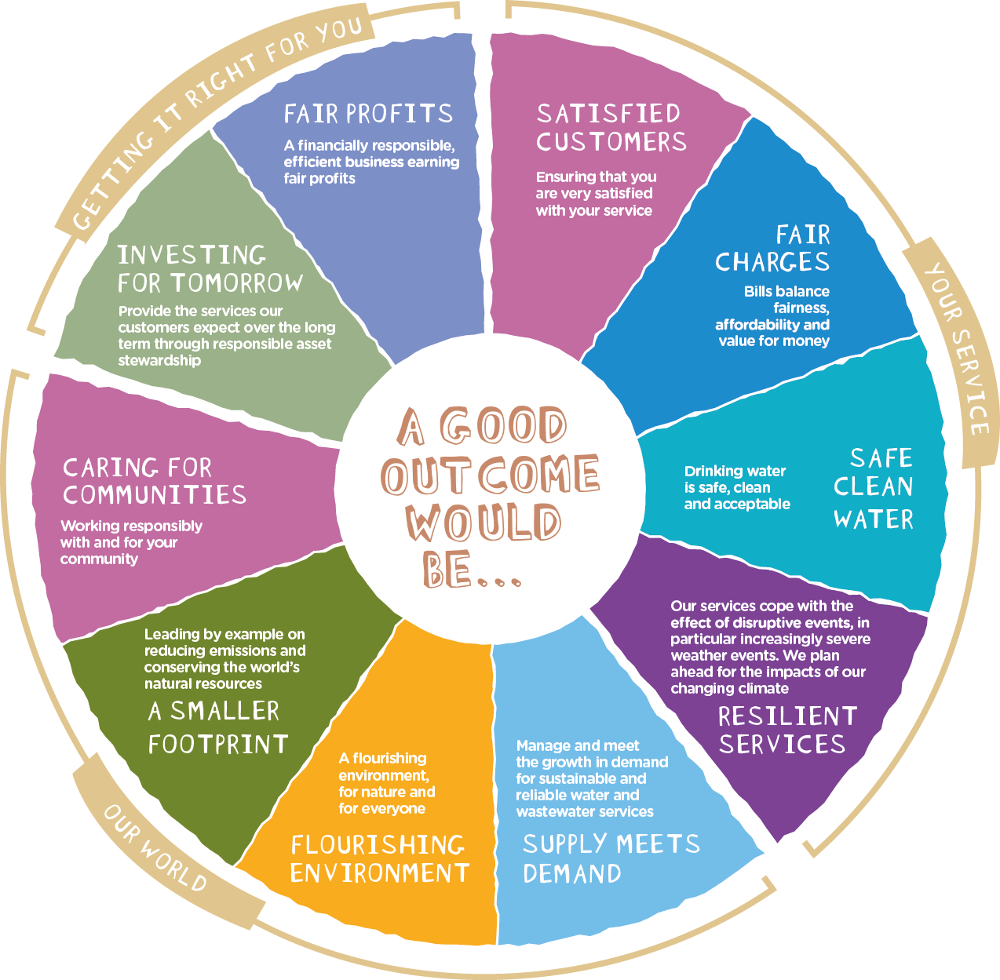 GETTING IT RIGHT FOR YOU
FAIR PROFITS
A financially responsible,
efficient business earning
fair profits
SATISFIED
CUSTOMERS
Ensuring that you
are very satisfied
with your service
YOUR SERVICE
FAIR
CHARGES
Bills balance
fairness,
affordability and
value for money
INVESTING
FOR TOMORROW
Provide the services our
customers expect over the long
term through responsible asset
stewardship
A GOOD
OUTCOME
WOULD
BE...
SAFE
CLEAN
WATER
Drinking water
is safe, clean
and acceptable
CARING FOR
COMMUNITIES
Working responsibly
with and for your
community
Our services cope with the
effect of disruptive events, in
particular increasingly severe
weather events. We plan
ahead for the impacts of our
changing climate
RESILIENT
SERVICES
Leading by example on
reducing emissions and
conserving the world's
natural resources
A SMALLER
FOOTPRINT
A flourishing
environment,
for nature and
for everyone
FLOURISHING
ENVIRONMENT
Manage and meet
the growth in demand
for sustainable and
reliable water and
wastewater services
SUPPLY MEETS
DEMAND
OUR WORLD